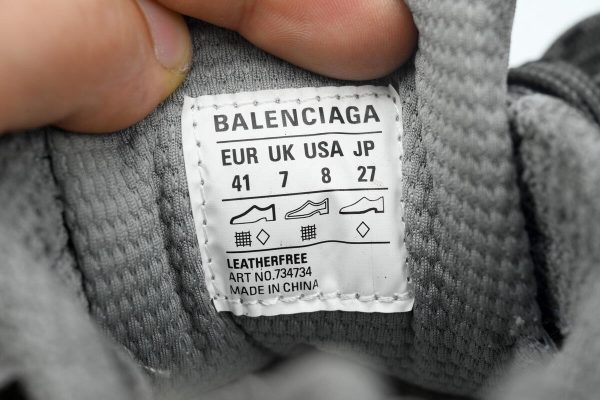 BALENCIAGA
EUR UK USA JP
41 7 8 27
LEATHERFREE
ART NO.734734
MADE IN CHINA